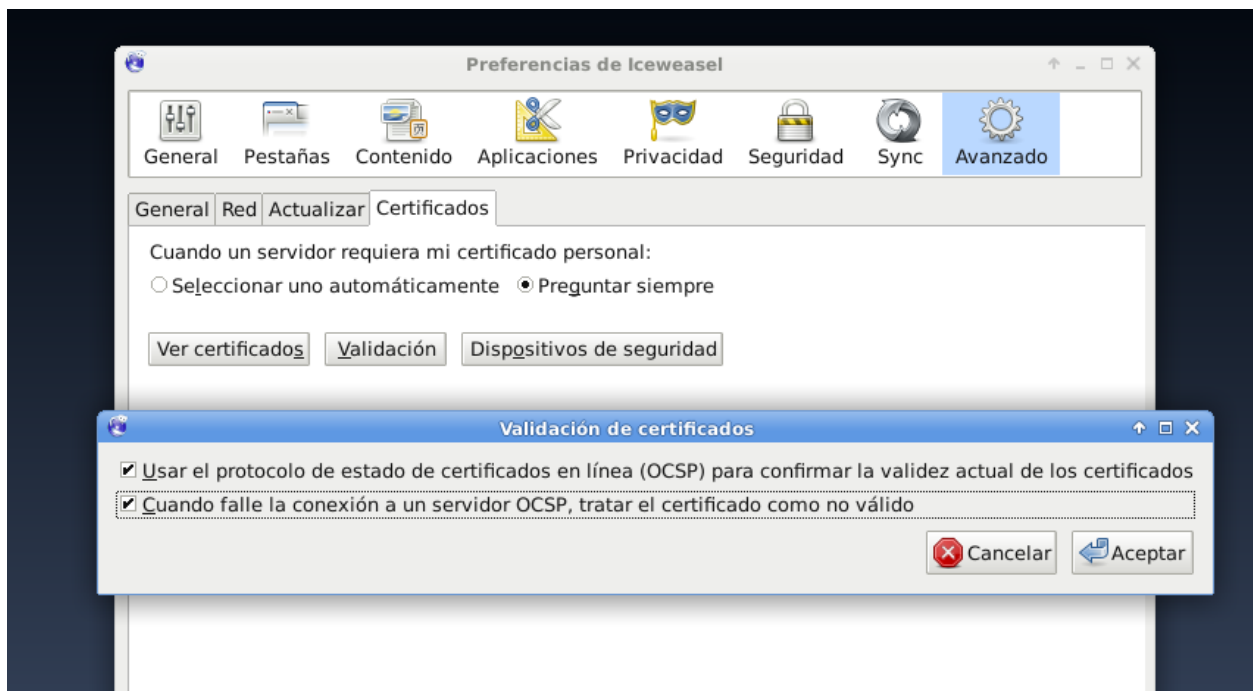 Preferencias de Iceweasel
General Pestañas Contenido Aplicaciones Privacidad Seguridad Sync Avanzado
General Red Actualizar Certificados
Cuando un servidor requiera mi certificado personal:
Seleccionar uno automáticamente Preguntar siempre
Ver certificados Validación Dispositivos de seguridad
Validación de certificados
Usar el protocolo de estado de certificados en línea (OCSP) para confirmar la validez actual de los certificados
Cuando falle la conexión a un servidor OCSP, tratar el certificado como no válido
Cancelar Aceptar